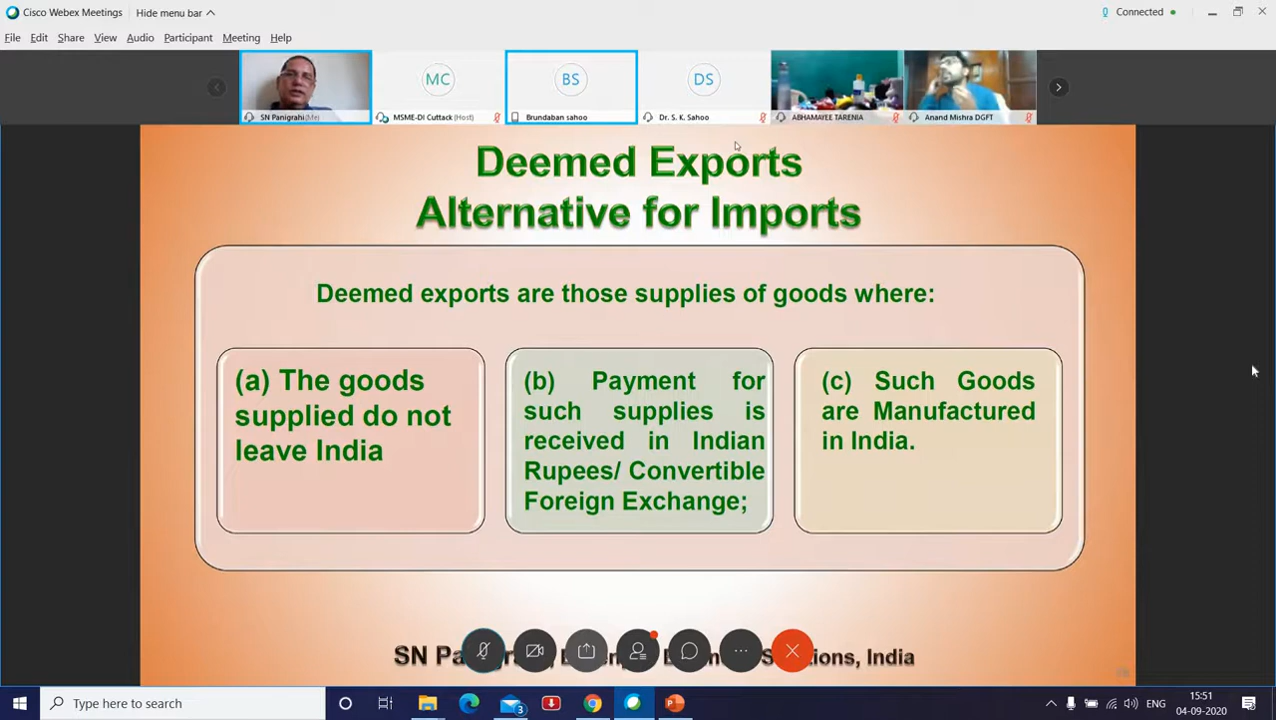 Cisco Webex Meetings
Hide menu bar
Connected
File Edit Share View Audio Participant Meeting Help
MC
BS
DS
SN Panigrahi (Me)
MSME-DI Cuttack (Host)
Brundaban sahoo
Dr. S. K. Sahoo
ABHAMAYEE TARENIA
Anand Mishra DGFT
Deemed Exports
Alternative for Imports
Deemed exports are those supplies of goods where:
(a) The goods
supplied do not
leave India
(b) Payment for
such supplies is
received in Indian
Rupees/ Convertible
Foreign Exchange;
(c) Such Goods
are Manufactured
in India.
SN India
Type here to search
3
ENG
15:51
04-09-2020